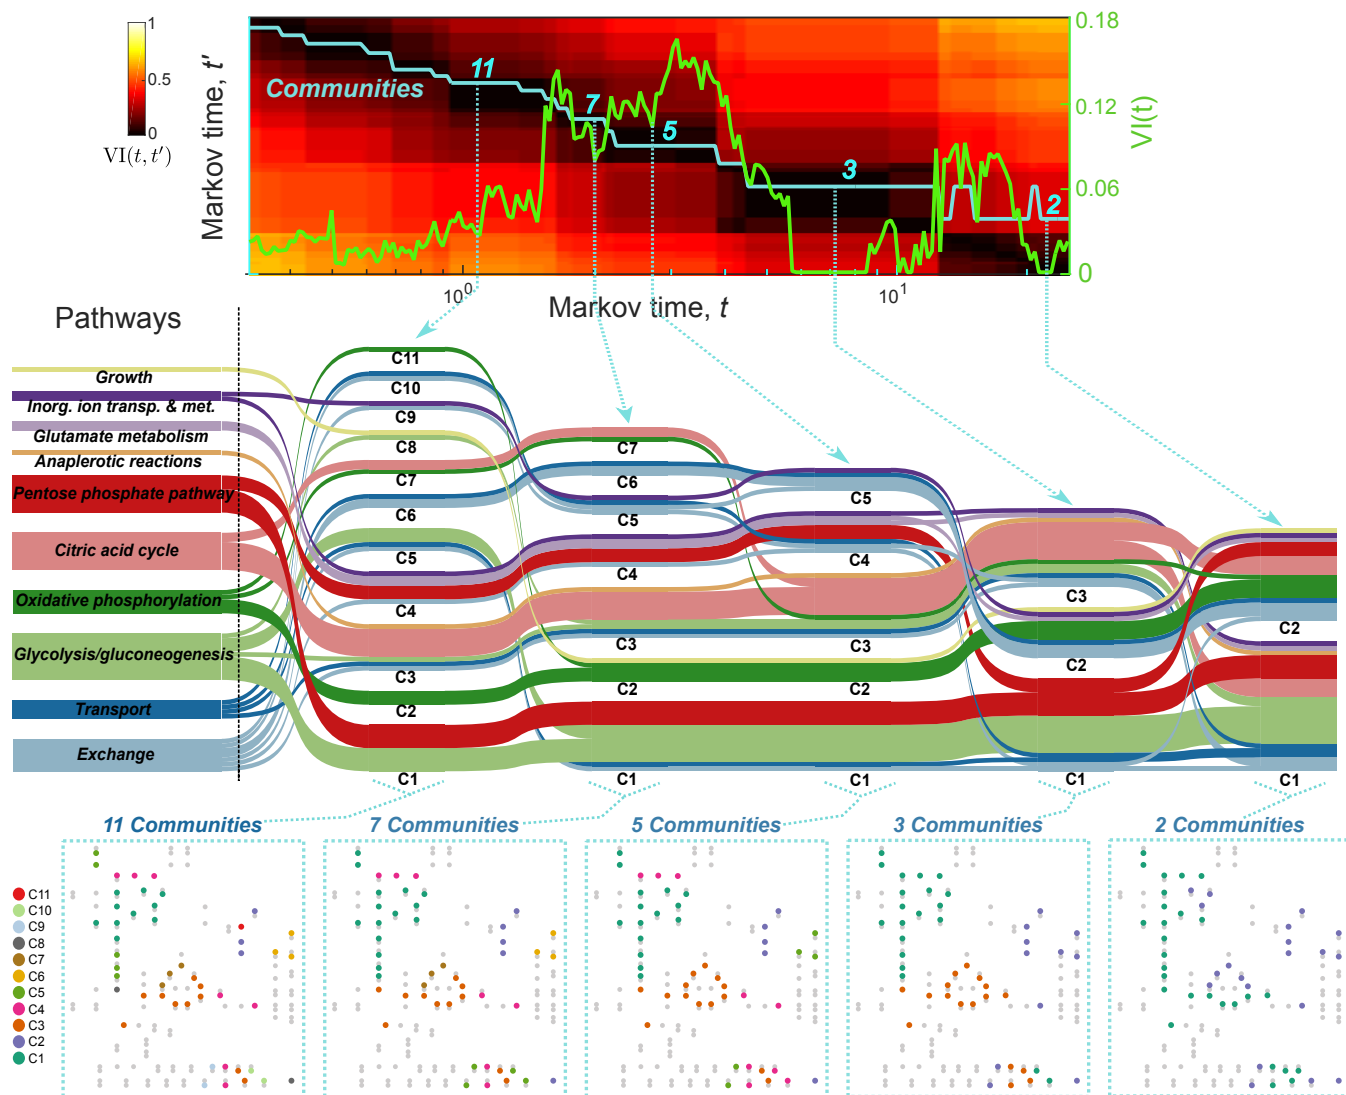 1
0.5
0
VI(t, t′)
Markov time, t'
Communities
11
7
5
3
2
0.18
0.12
0.06
0
VI(t)
10^0
10^1
Markov time, t
Pathways
Growth
Inorg. ion transp. & met.
Glutamate metabolism
Anaplerotic reactions
Pentose phosphate pathway
Citric acid cycle
Oxidative phosphorylation
Glycolysis/gluconeogenesis
Transport
Exchange
C11
C10
C9
C8
C7
C6
C5
C4
C3
C2
C1
C7
C6
C5
C4
C3
C2
C1
C5
C4
C3
C2
C1
C3
C2
C1
C2
C1
11 Communities
7 Communities
5 Communities
3 Communities
2 Communities
C11
C10
C9
C8
C7
C6
C5
C4
C3
C2
C1